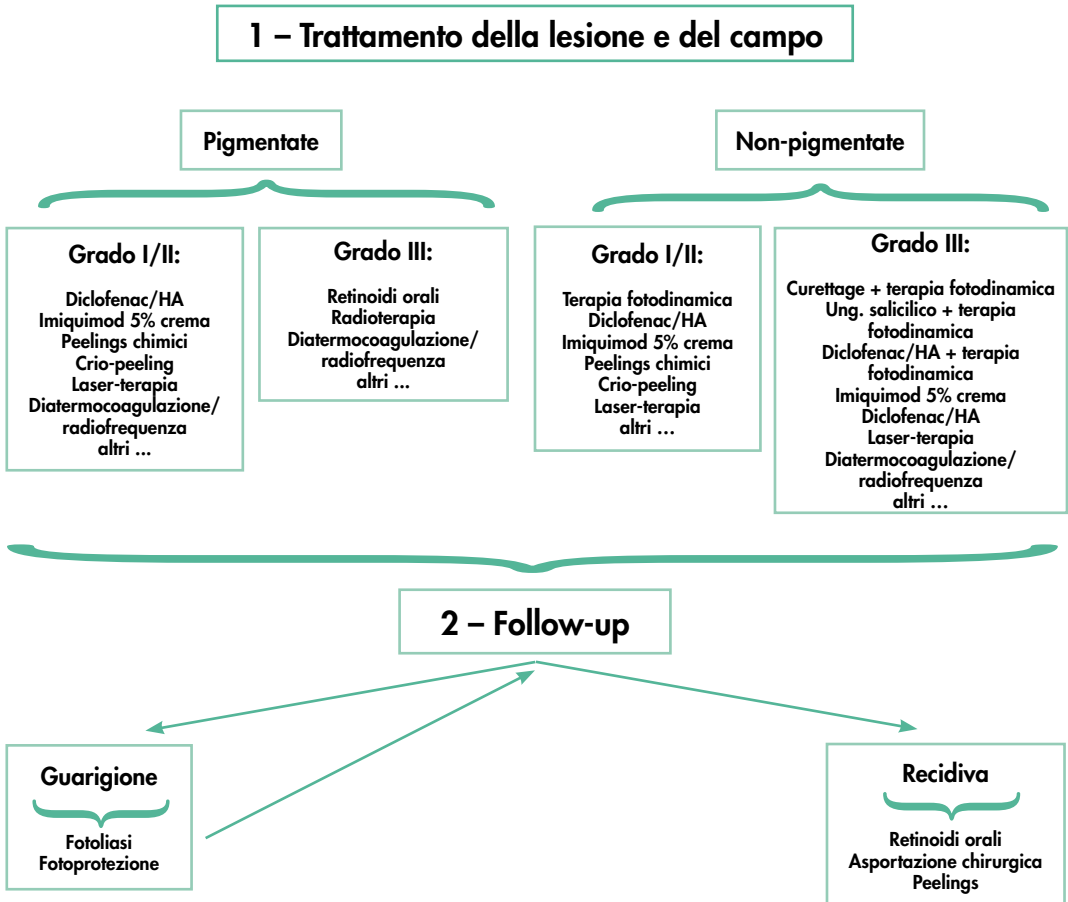 1 – Trattamento della lesione e del campo
Pigmentate
Non-pigmentate
Grado I/II:
Diclofenac/HA
Imiquimod 5% crema
Peelings chimici
Crio-peeling
Laser-terapia
Diatermocoagulazione/
radiofrequenza
altri ...
Grado III:
Retinoidi orali
Radioterapia
Diatermocoagulazione/
radiofrequenza
altri ...
Grado I/II:
Terapia fotodinamica
Diclofenac/HA
Imiquimod 5% crema
Peelings chimici
Crio-peeling
Laser-terapia
altri ...
Grado III:
Curettage + terapia fotodinamica
Ung. salicilico + terapia
fotodinamica
Diclofenac/HA + terapia
fotodinamica
Imiquimod 5% crema
Diclofenac/HA
Laser-terapia
Diatermocoagulazione/
radiofrequenza
altri ...
2 – Follow-up
Guarigione
Fotoliasi
Fotoprotezione
Recidiva
Retinoidi orali
Asportazione chirurgica
Peelings